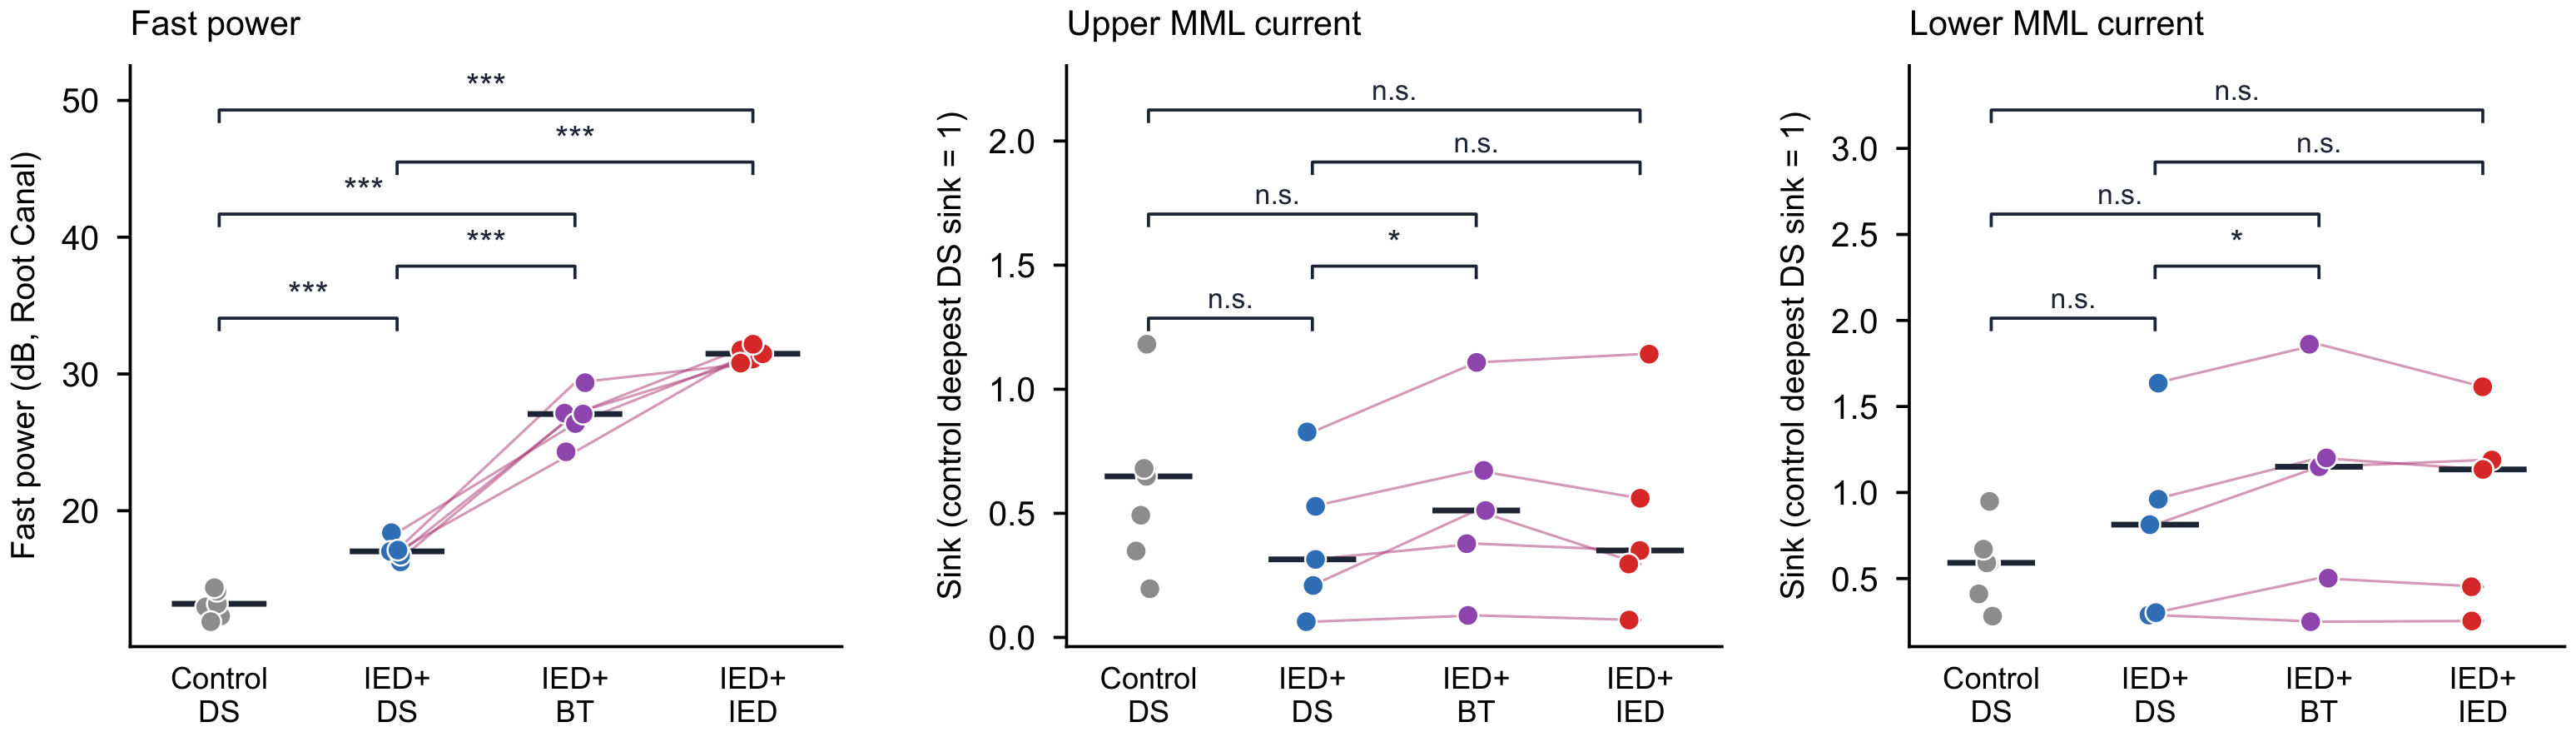 Fast power
Fast power (dB, Root Canal)
50
40
30
20
***
***
***
***
***
Control
DS
IED+
DS
IED+
BT
IED+
IED
Upper MML current
Sink (control deepest DS sink = 1)
2.0
1.5
1.0
0.5
0.0
n.s.
n.s.
n.s.
*
n.s.
Control
DS
IED+
DS
IED+
BT
IED+
IED
Lower MML current
Sink (control deepest DS sink = 1)
3.0
2.5
2.0
1.5
1.0
0.5
n.s.
n.s.
n.s.
*
n.s.
Control
DS
IED+
DS
IED+
BT
IED+
IED